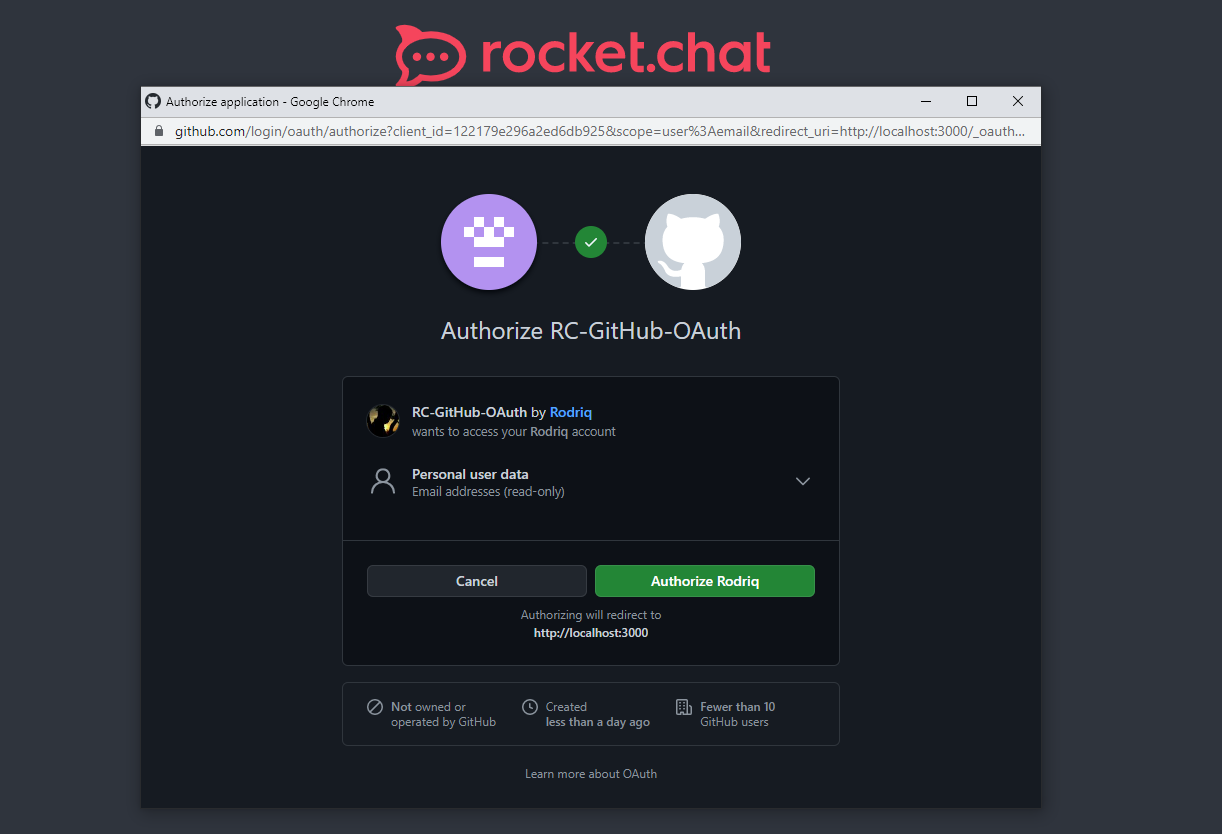 rocket.chat
Authorize application - Google Chrome
github.com/login/oauth/authorize?client_id=122179e296a2ed6db925&scope=user%3Aemail&redirect_uri=http://localhost:3000/_oauth...
Authorize RC-GitHub-OAuth
RC-GitHub-OAuth by Rodriq
wants to access your Rodriq account
Personal user data
Email addresses (read-only)
Cancel
Authorize Rodriq
Authorizing will redirect to
http://localhost:3000
Not owned or
operated by GitHub
Created
less than a day ago
Fewer than 10
GitHub users
Learn more about OAuth